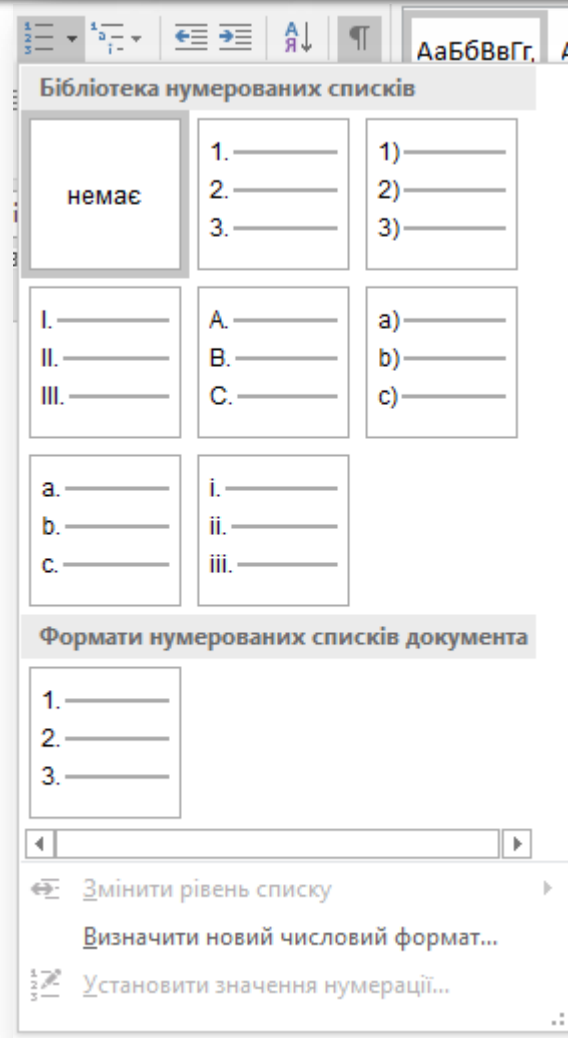 АаБбВвГг,
Бібліотека нумерованих списків
немає
1.
2.
3.
1)
2)
3)
I.
II.
III.
A.
B.
C.
a)
b)
c)
a.
b.
c.
i.
ii.
iii.
Формати нумерованих списків документа
1.
2.
3.
Змінити рівень списку
Визначити новий числовий формат...
Установити значення нумерації...